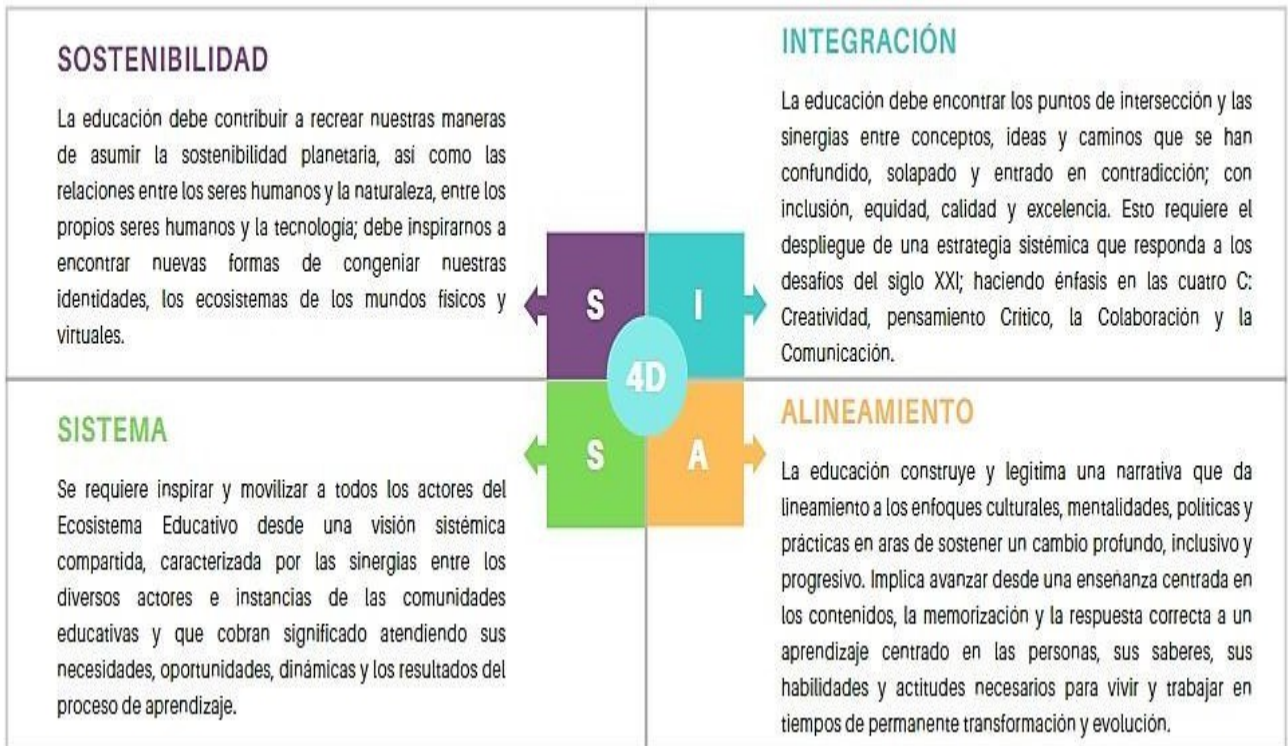 SOSTENIBILIDAD
La educación debe contribuir a recrear nuestras maneras
de asumir la sostenibilidad planetaria, así como las
relaciones entre los seres humanos y la naturaleza, entre los
propios seres humanos y la tecnología; debe inspirarnos a
encontrar nuevas formas de congeniar nuestras
identidades, los ecosistemas de los mundos físicos y
virtuales.
INTEGRACIÓN
La educación debe encontrar los puntos de intersección y las
sinergias entre conceptos, ideas y caminos que se han
confundido, solapado y entrado en contradicción; con
inclusión, equidad, calidad y excelencia. Esto requiere el
despliegue de una estrategia sistémica que responda a los
desafíos del siglo XXI; haciendo énfasis en las cuatro C:
Creatividad, pensamiento Crítico, la Colaboración y la
Comunicación.
S
I
4D
S
A
SISTEMA
Se requiere inspirar y movilizar a todos los actores del
Ecosistema Educativo desde una visión sistémica
compartida, caracterizada por las sinergias entre los
diversos actores e instancias de las comunidades
educativas y que cobran significado atendiendo sus
necesidades, oportunidades, dinámicas y los resultados del
proceso de aprendizaje.
ALINEAMIENTO
La educación construye y legitima una narrativa que da
lineamiento a los enfoques culturales, mentalidades, políticas y
prácticas en aras de sostener un cambio profundo, inclusivo y
progresivo. Implica avanzar desde una enseñanza centrada en
los contenidos, la memorización y la respuesta correcta a un
aprendizaje centrado en las personas, sus saberes, sus
habilidades y actitudes necesarios para vivir y trabajar en
tiempos de permanente transformación y evolución.